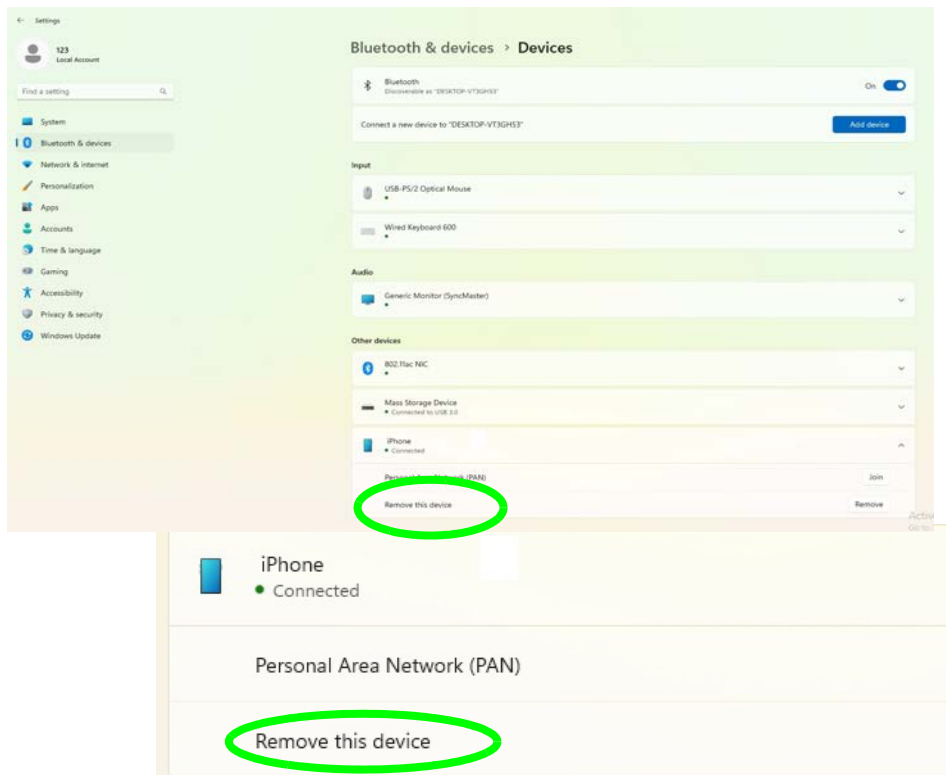 ← Settings
123
Local Account
Find a setting
System
Bluetooth & devices
Network & internet
Personalization
Apps
Accounts
Time & language
Gaming
Accessibility
Privacy & security
Windows Update
Bluetooth & devices > Devices
Bluetooth
Discoverable as "DESKTOP-VT3GHS3"
On
Connect a new device to "DESKTOP-VT3GHS3"
Add device
Input
USB-PS/2 Optical Mouse
Wired Keyboard 600
Audio
Generic Monitor (SyncMaster)
Other devices
802.11ac NIC
Mass Storage Device
Connected to USB 3.0
iPhone
Connected
Personal Area Network (PAN)
Join
Remove this device
Remove
Activ
Go to
iPhone
Connected
Personal Area Network (PAN)
Remove this device